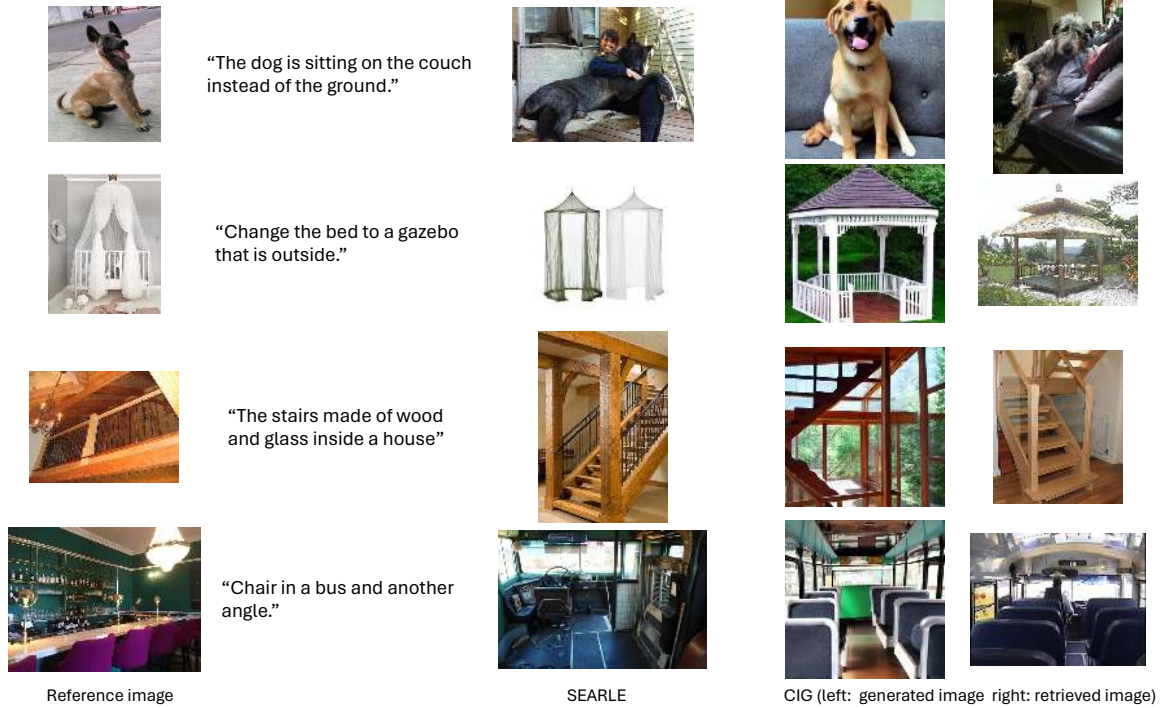 “The dog is sitting on the couch
instead of the ground.”
“Change the bed to a gazebo
that is outside.”
“The stairs made of wood
and glass inside a house”
“Chair in a bus and another
angle.”
Reference image
SEARLE
CIG (left:  generated image  right: retrieved image)